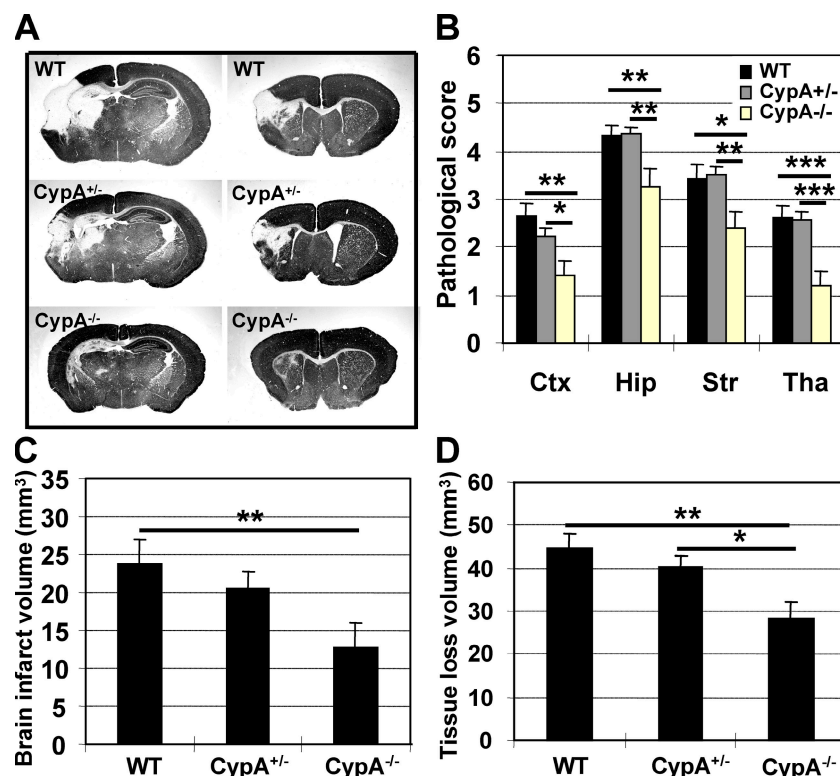 A
WT
WT
CypA+/-
CypA+/-
CypA-/-
CypA-/-
B
Pathological score
6
5
4
3
2
1
0
WT
CypA+/-
CypA-/-
**
*
**
**
*
**
***
***
Ctx
Hip
Str
Tha
C
Brain infarct volume (mm³)
35
30
25
20
15
10
5
0
**
WT
CypA+/-
CypA-/-
D
Tissue loss volume (mm³)
60
50
40
30
20
10
0
**
*
WT
CypA+/-
CypA-/-